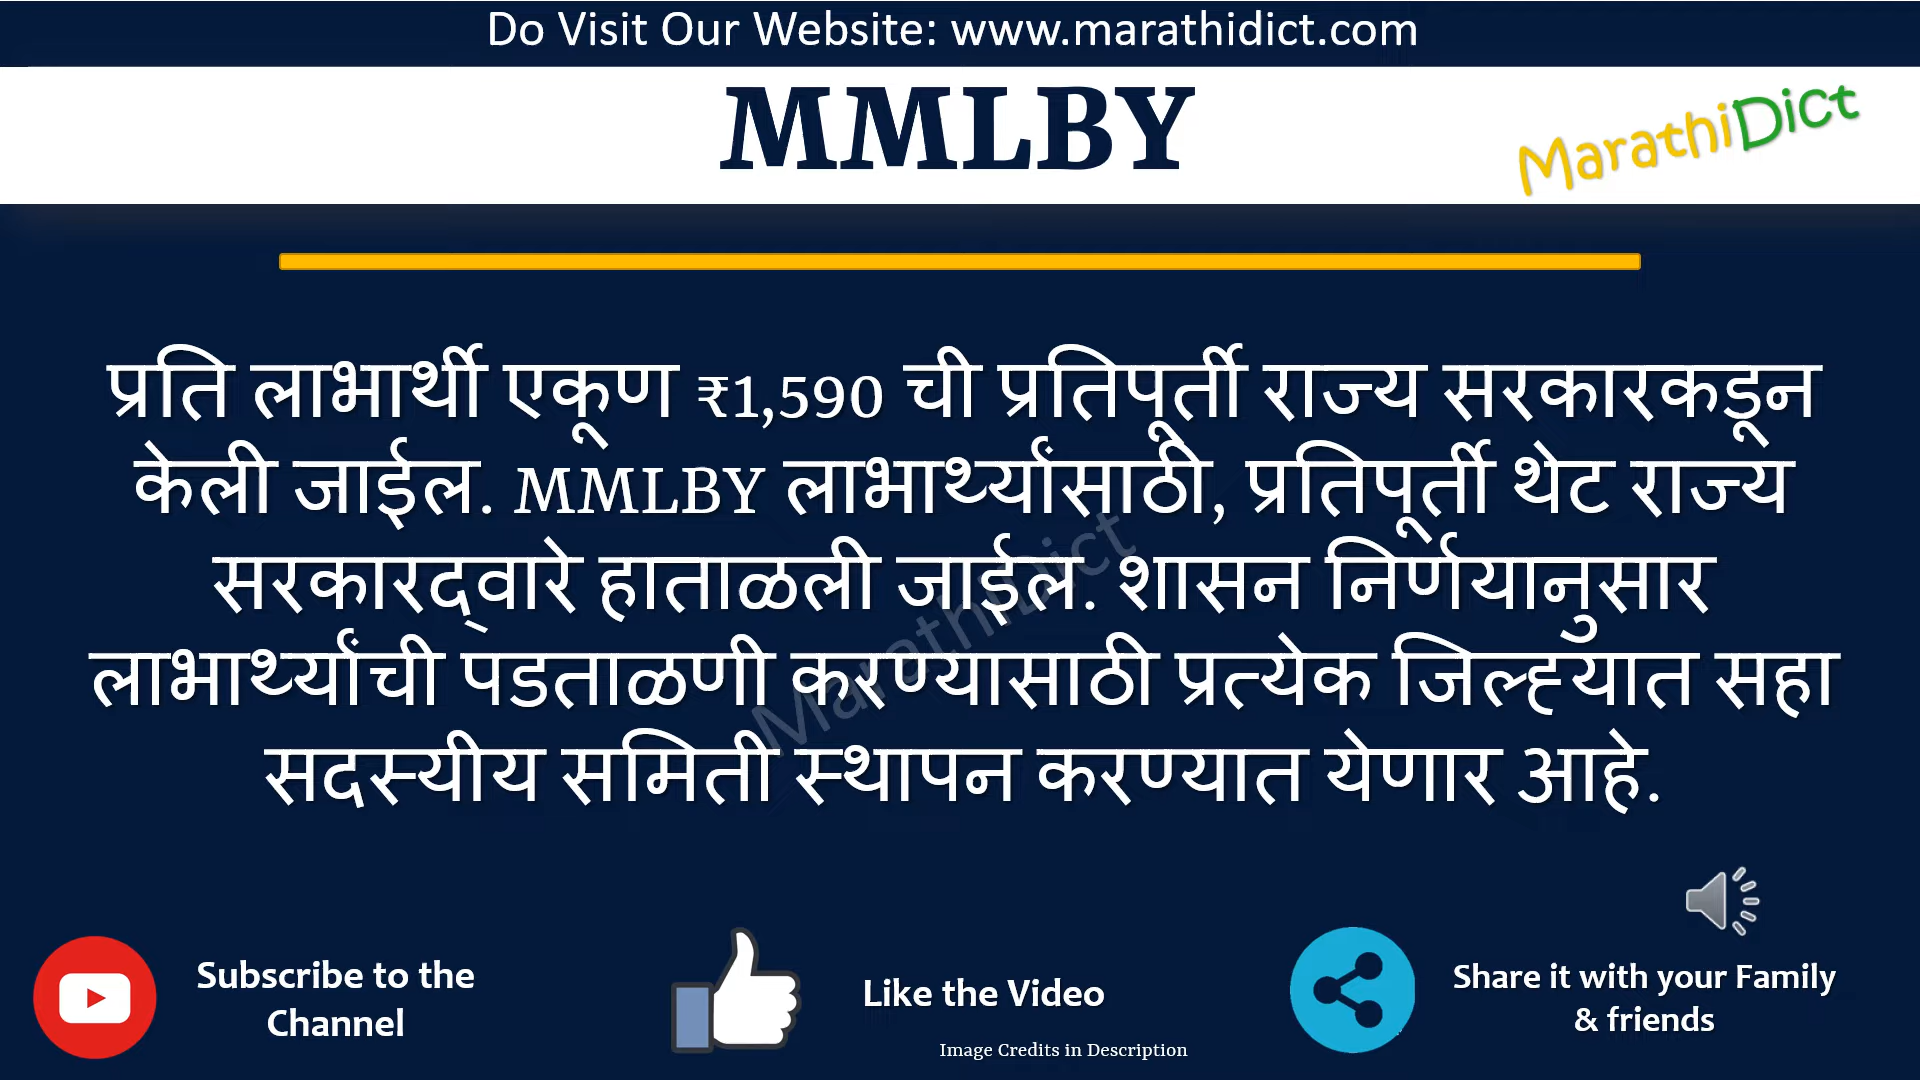 Do Visit Our Website: www.marathidict.com
MMLBY
MarathiDict
प्रति लाभार्थी एकूण ₹1,590 ची प्रतिपूर्ती राज्य सरकारकडून
केली जाईल. MMLBY लाभार्थ्यांसाठी, प्रतिपूर्ती थेट राज्य
सरकारद्वारे हाताळली जाईल. शासन निर्णयानुसार
लाभार्थ्यांची पडताळणी करण्यासाठी प्रत्येक जिल्ह्यात सहा
सदस्यीय समिती स्थापन करण्यात येणार आहे.
MarathiDict
Subscribe to the
Channel
Like the Video
Share it with your Family
& friends
Image Credits in Description